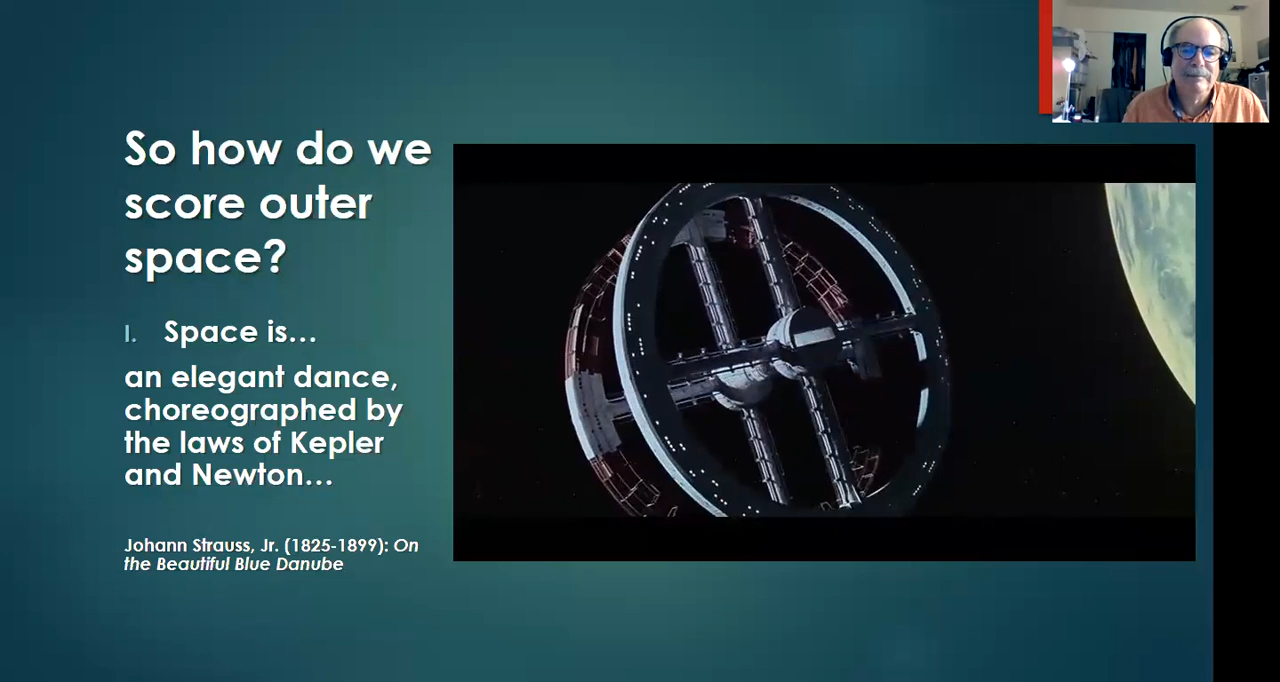 So how do we
score outer
space?
I. Space is…
an elegant dance,
choreographed by
the laws of Kepler
and Newton…
Johann Strauss, Jr. (1825-1899): On
the Beautiful Blue Danube